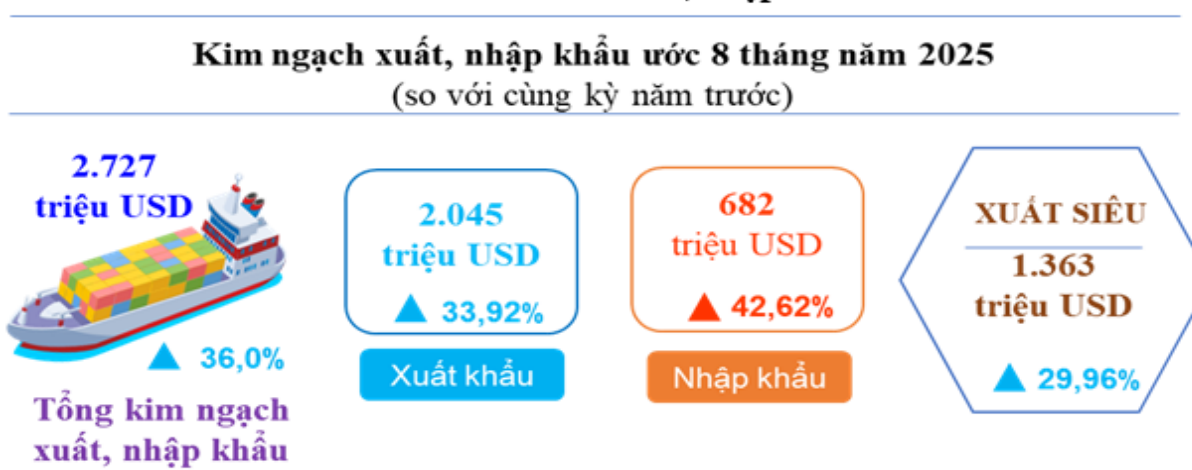 Kim ngạch xuất, nhập khẩu ước 8 tháng năm 2025
(so với cùng kỳ năm trước)
2.727
triệu USD
36,0%
Tổng kim ngạch
xuất, nhập khẩu
2.045
triệu USD
33,92%
Xuất khẩu
682
triệu USD
42,62%
Nhập khẩu
XUẤT SIÊU
1.363
triệu USD
29,96%